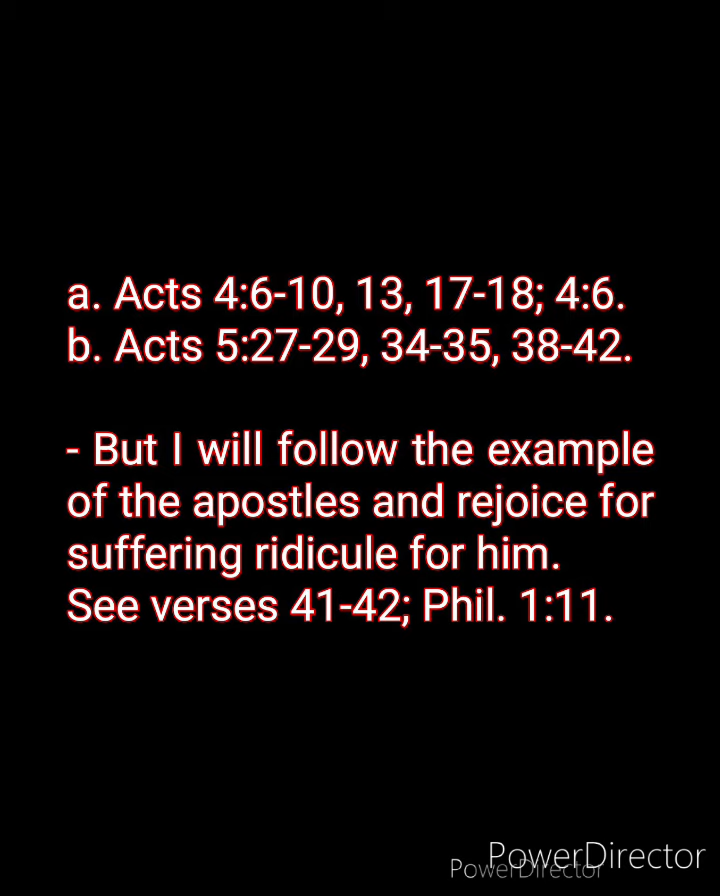 a. Acts 4:6-10, 13, 17-18; 4:6.
b. Acts 5:27-29, 34-35, 38-42.
- But I will follow the example
of the apostles and rejoice for
suffering ridicule for him.
See verses 41-42; Phil. 1:11.
PowerDirector
PowerDirector